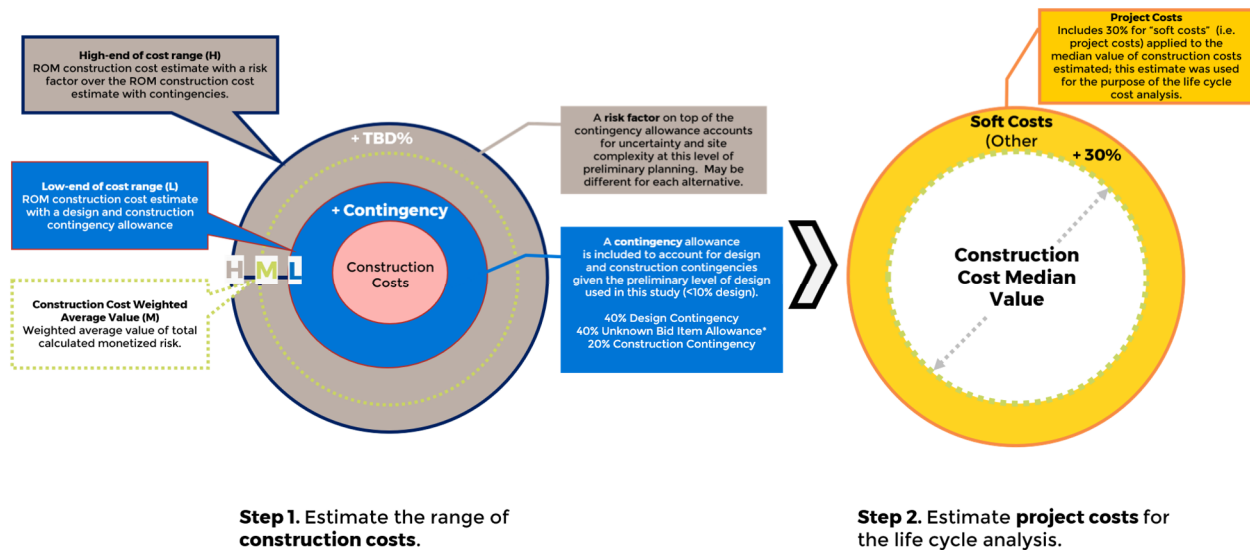 High-end of cost range (H)
ROM construction cost estimate with a risk
factor over the ROM construction cost
estimate with contingencies.
Low-end of cost range (L)
ROM construction cost estimate
with a design and construction
contingency allowance
Construction Cost Weighted
Average Value (M)
Weighted average value of total
calculated monetized risk.
+ TBD%
+ Contingency
Construction
Costs
H M L
A risk factor on top of the
contingency allowance accounts
for uncertainty and site
complexity at this level of
preliminary planning. May be
different for each alternative.
A contingency allowance
is included to account for design
and construction contingencies
given the preliminary level of design
used in this study (<10% design).
40% Design Contingency
40% Unknown Bid Item Allowance*
20% Construction Contingency
Step 1. Estimate the range of
construction costs.
Project Costs
Includes 30% for "soft costs" (i.e.
project costs) applied to the
median value of construction costs
estimated; this estimate was used
for the purpose of the life cycle
cost analysis.
Soft Costs
(Other
+ 30%
Construction
Cost Median
Value
Step 2. Estimate project costs for
the life cycle analysis.